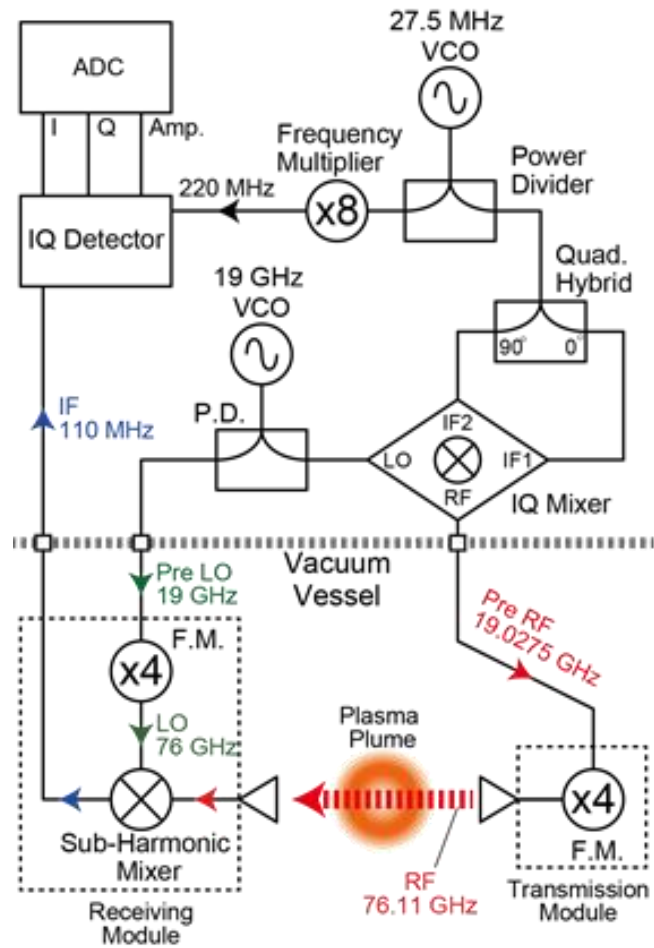 27.5 MHz
VCO
ADC
I
Q
Amp.
Frequency
Multiplier
Power
Divider
220 MHz
x8
IQ Detector
Quad.
Hybrid
19 GHz
VCO
90°
0°
IF
110 MHz
P.D.
IF2
LO
IF1
RF
IQ Mixer
Vacuum
Vessel
Pre LO
19 GHz
Pre RF
19.0275 GHz
F.M.
x4
LO
76 GHz
Plasma
Plume
x4
Sub-Harmonic
Mixer
F.M.
RF
76.11 GHz
Receiving
Module
Transmission
Module